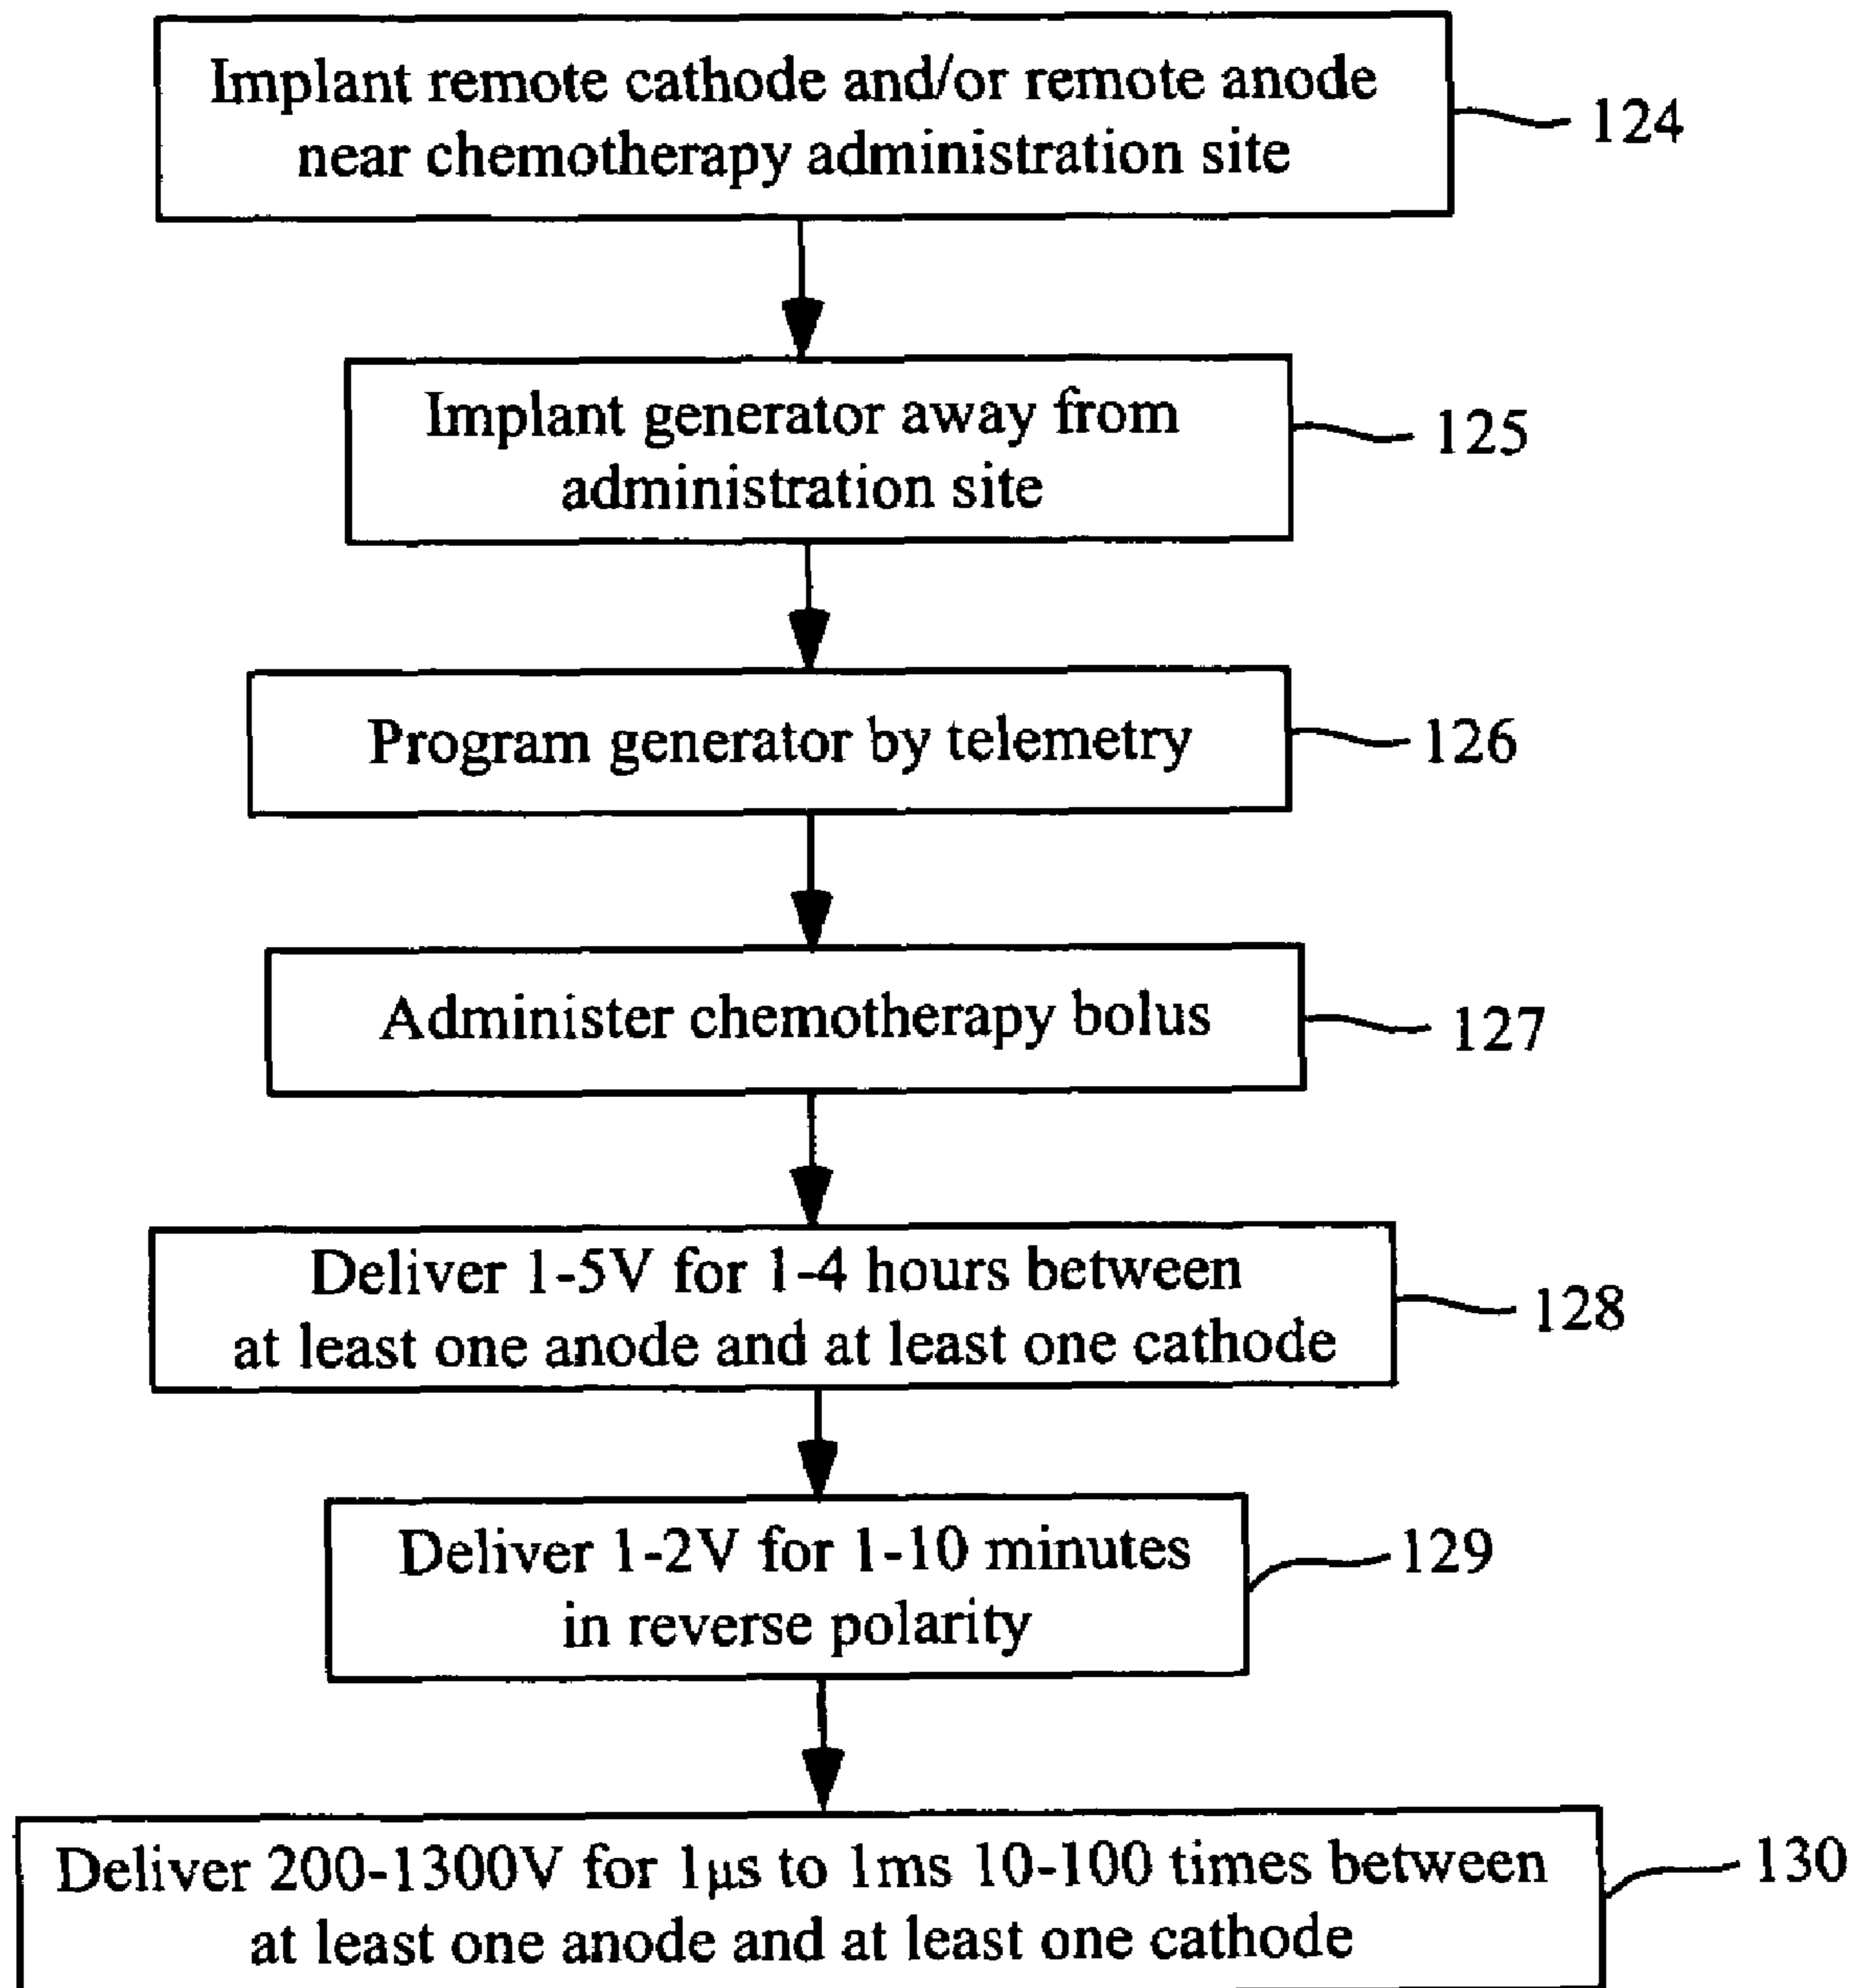 Implant remote cathode and/or remote anode
near chemotherapy administration site
124
Implant generator away from
administration site
125
Program generator by telemetry
126
Administer chemotherapy bolus
127
Deliver 1-5V for 1-4 hours between
at least one anode and at least one cathode
128
Deliver 1-2V for 1-10 minutes
in reverse polarity
129
Deliver 200-1300V for 1μs to 1ms 10-100 times between
at least one anode and at least one cathode
130